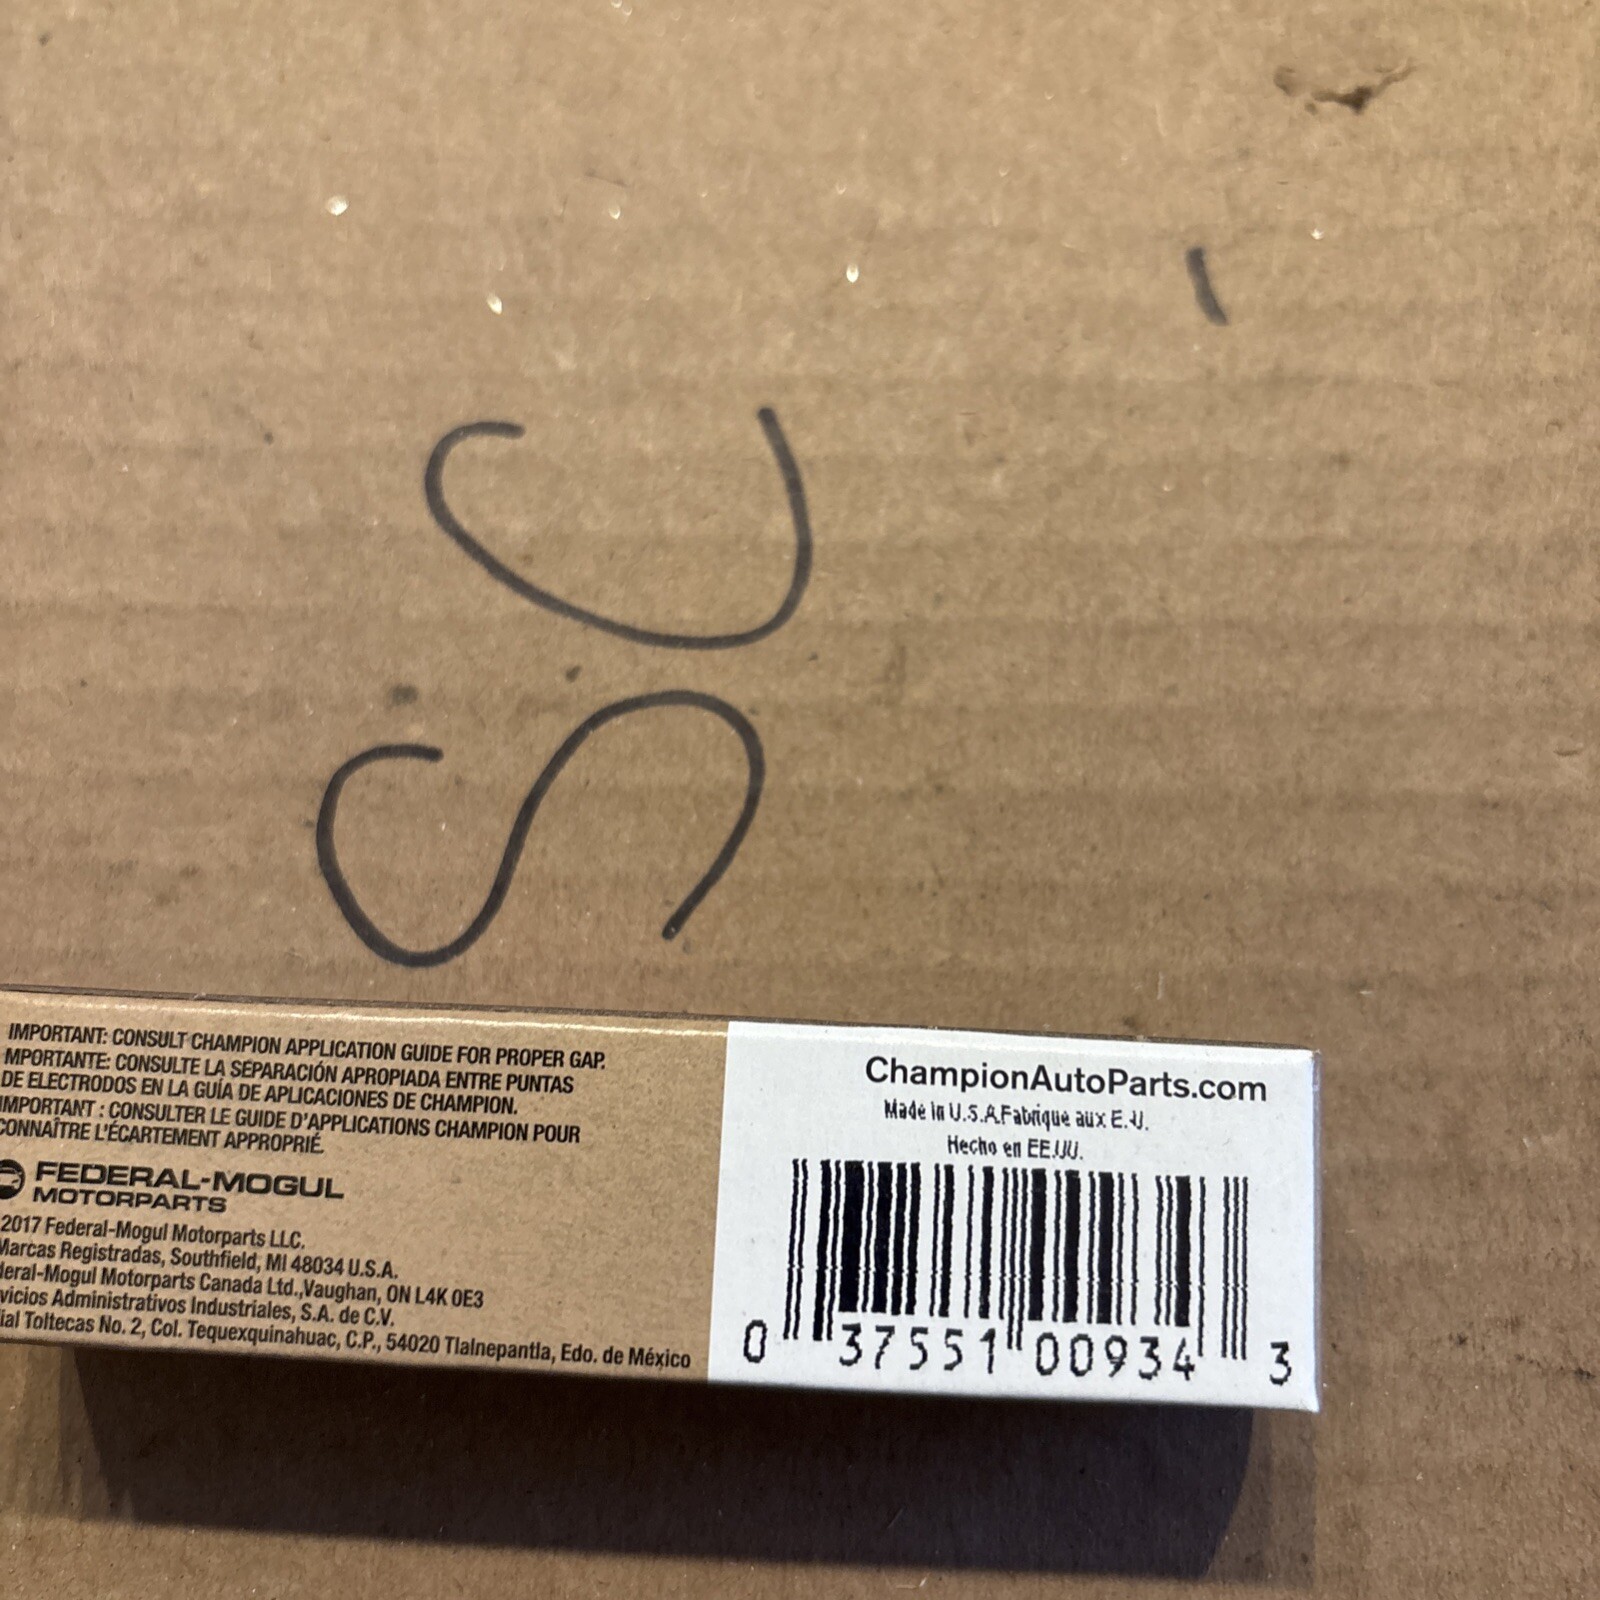 SC
IMPORTANT: CONSULT CHAMPION APPLICATION GUIDE FOR PROPER GAP.
MPORTANTE: CONSULTE LA SEPARACIÓN APROPIADA ENTRE PUNTAS
DE ELECTRODOS EN LA GUÍA DE APLICACIONES DE CHAMPION.
IMPORTANT : CONSULTER LE GUIDE D'APPLICATIONS CHAMPION POUR
CONNAÎTRE L'ÉCARTEMENT APPROPRIÉ.
FEDERAL-MOGUL
MOTORPARTS
2017 Federal-Mogul Motorparts LLC.
Marcas Registradas, Southfield, MI 48034 U.S.A.
deral-Mogul Motorparts Canada Ltd.,Vaughan, ON L4K 0E3
vicios Administrativos Industriales, S.A. de C.V.
ial Toltecas No. 2, Col. Tequexquinahuac, C.P., 54020 Tlalnepantla, Edo. de México
ChampionAutoParts.com
Made in U.S.A.Fabrique aux E.-U.
Hecho en EE.UU.
0 37551 00934 3